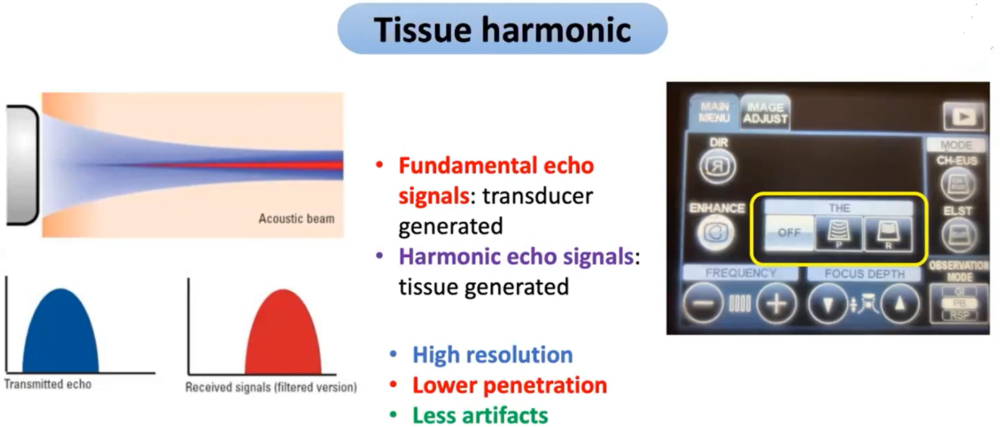 Tissue harmonic
Acoustic beam
Transmitted echo
Received signals (filtered version)
• Fundamental echo
signals: transducer
generated
• Harmonic echo signals:
tissue generated
• High resolution
• Lower penetration
• Less artifacts
MAIN
MENU
IMAGE
ADJUST
DIR
R
MODE
CH-EUS
ENHANCE
THE
OFF
P
R
ELST
FREQUENCY
FOCUS DEPTH
OBSERVATION
MODE
GI
PB
RSP